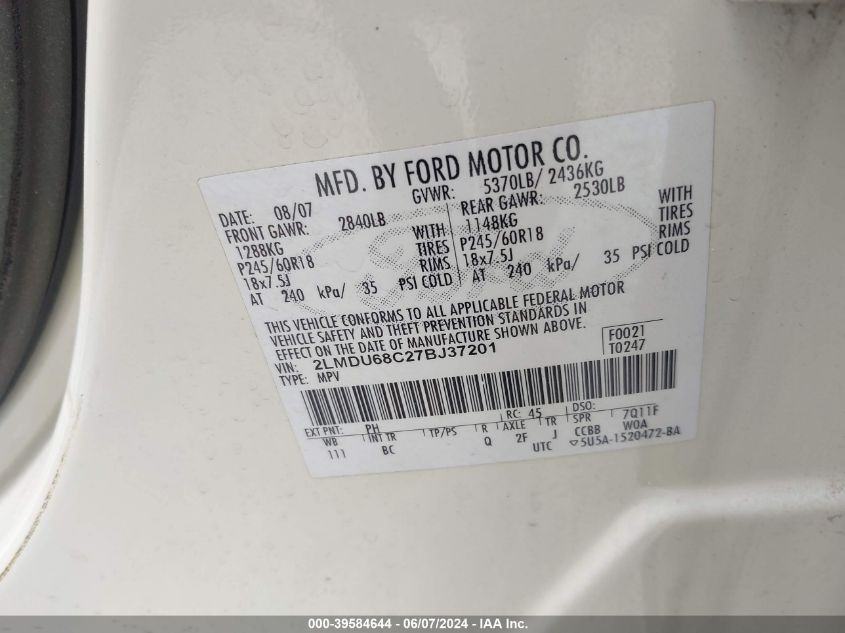 MFD. BY FORD MOTOR CO.
DATE: 08/07 GVWR: 5370LB/ 2436KG
FRONT GAWR: 2840LB REAR GAWR: 2530LB
1288KG WITH 1148KG WITH
P245/60R18 TIRES P245/60R18 TIRES
18x7.5J RIMS 18x7.5J RIMS
AT 240 kPa/ 35 PSI COLD AT 240 kPa/ 35 PSI COLD
THIS VEHICLE CONFORMS TO ALL APPLICABLE FEDERAL MOTOR
VEHICLE SAFETY AND THEFT PREVENTION STANDARDS IN
EFFECT ON THE DATE OF MANUFACTURE SHOWN ABOVE.
VIN: 2LMDU68C27BJ37201 F0021
TYPE: MPV T0247
EXT PNT: PH RC: 45 DSO:
WB INT TR TP/PS R AXLE TR SPR 7Q11F
111 BC Q 2F J CCBB W0A
UTC 5U5A-1520472-BA
000-39584644 - 06/07/2024 - IAA Inc.